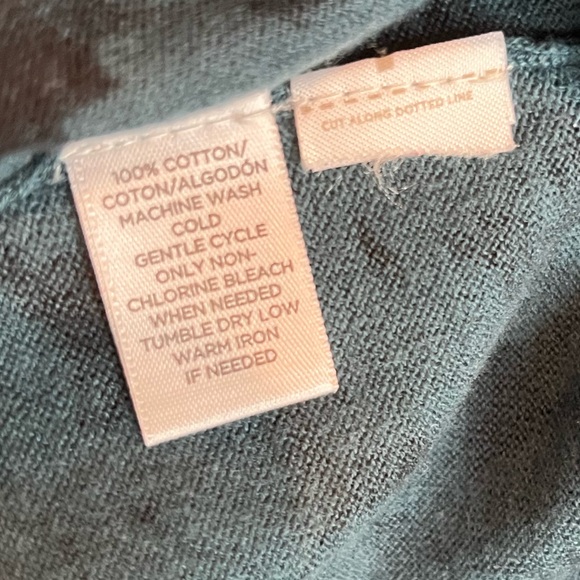 100% COTTON/
COTON/ALGODÓN
MACHINE WASH
COLD
GENTLE CYCLE
ONLY NON-
CHLORINE BLEACH
WHEN NEEDED
TUMBLE DRY LOW
WARM IRON
IF NEEDED
CUT ALONG DOTTED LINE